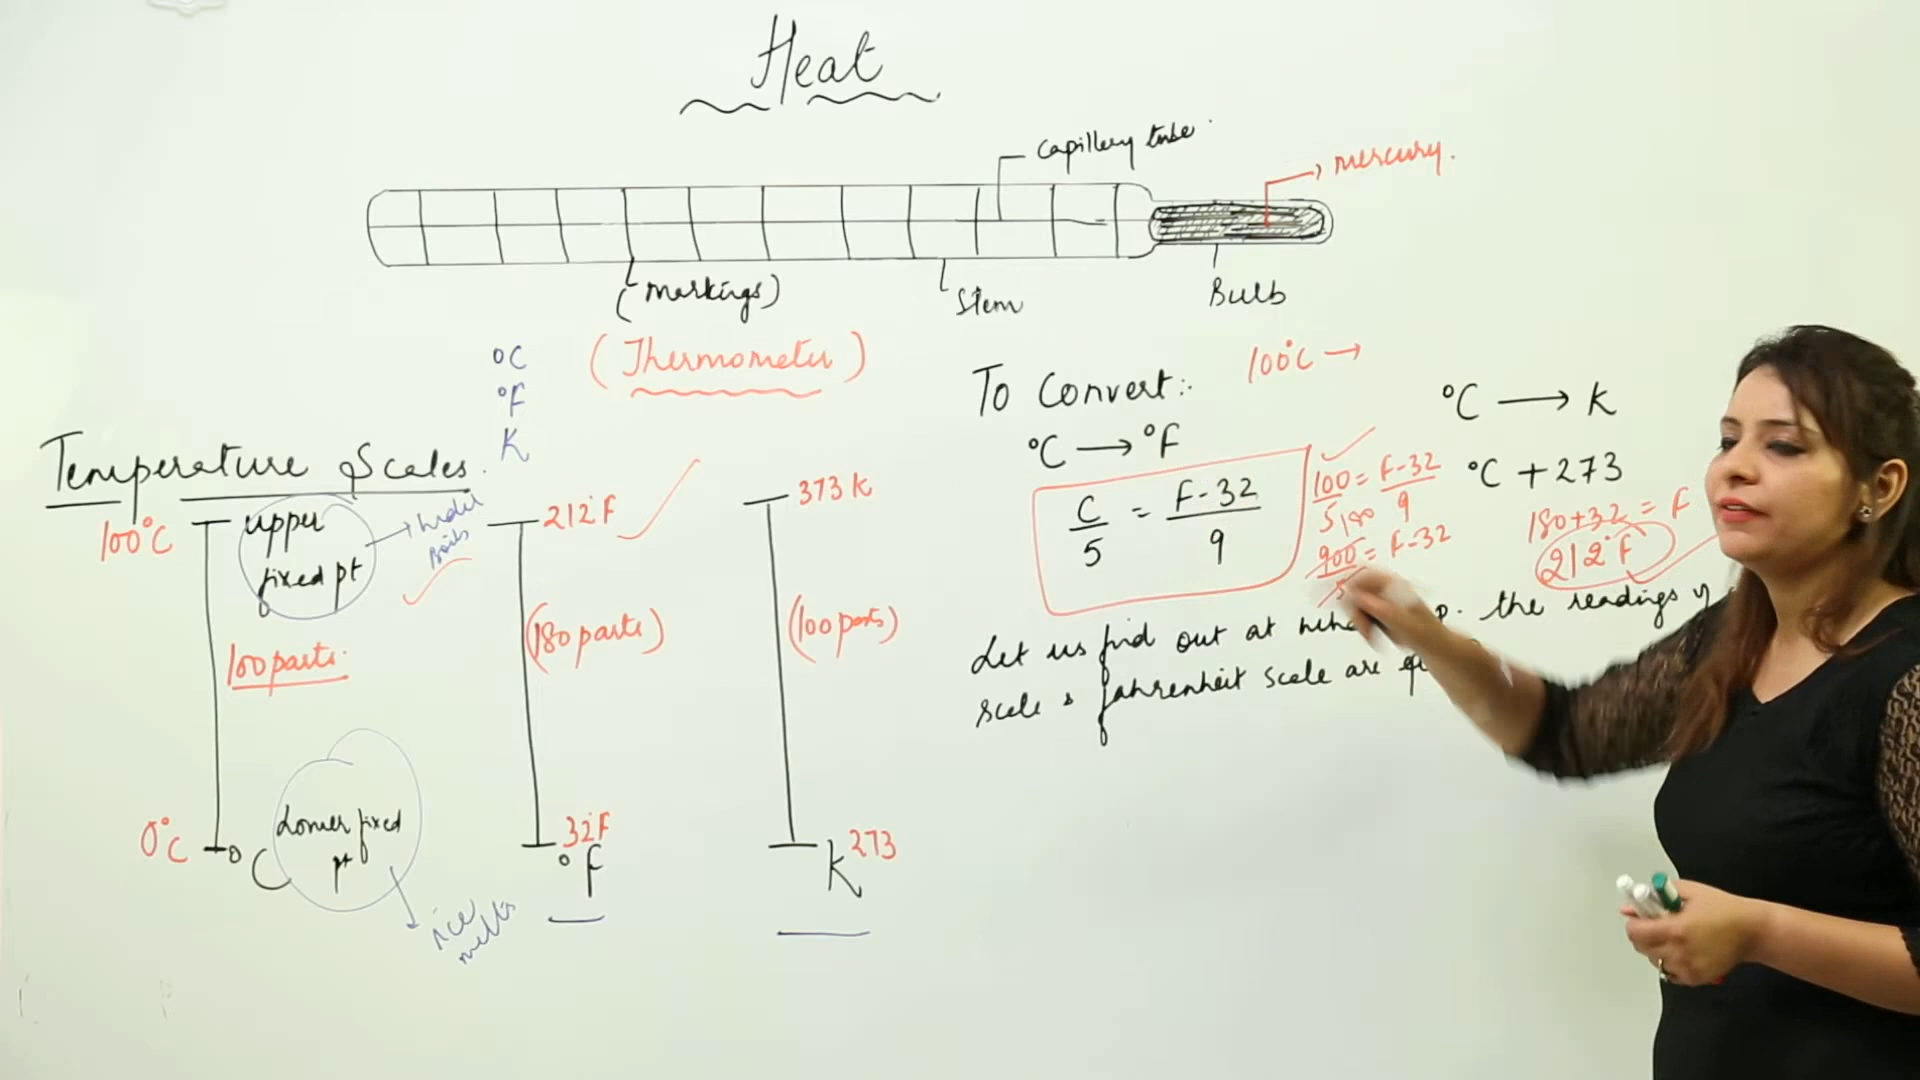 Heat
capillary tube
mercury.
(markings)
Stem
Bulb
(Thermometer)
°C
°F
K
Temperature Scales.
100°C
upper
fixed pt
Boils
100 parts.
0°C
°C
Lower fixed
pt
ice
melts
212°F
(180 parts)
32°F
°F
373 K
(100 parts)
273
K
To Convert:.
100°C →
°C → °F
C/5 = F-32/9
100/5 = F-32/9
180
900/5 = F-32
°C → K
°C + 273
180+32 = F
212°F
Let us find out at the readings
scale & fahrenheit scale are